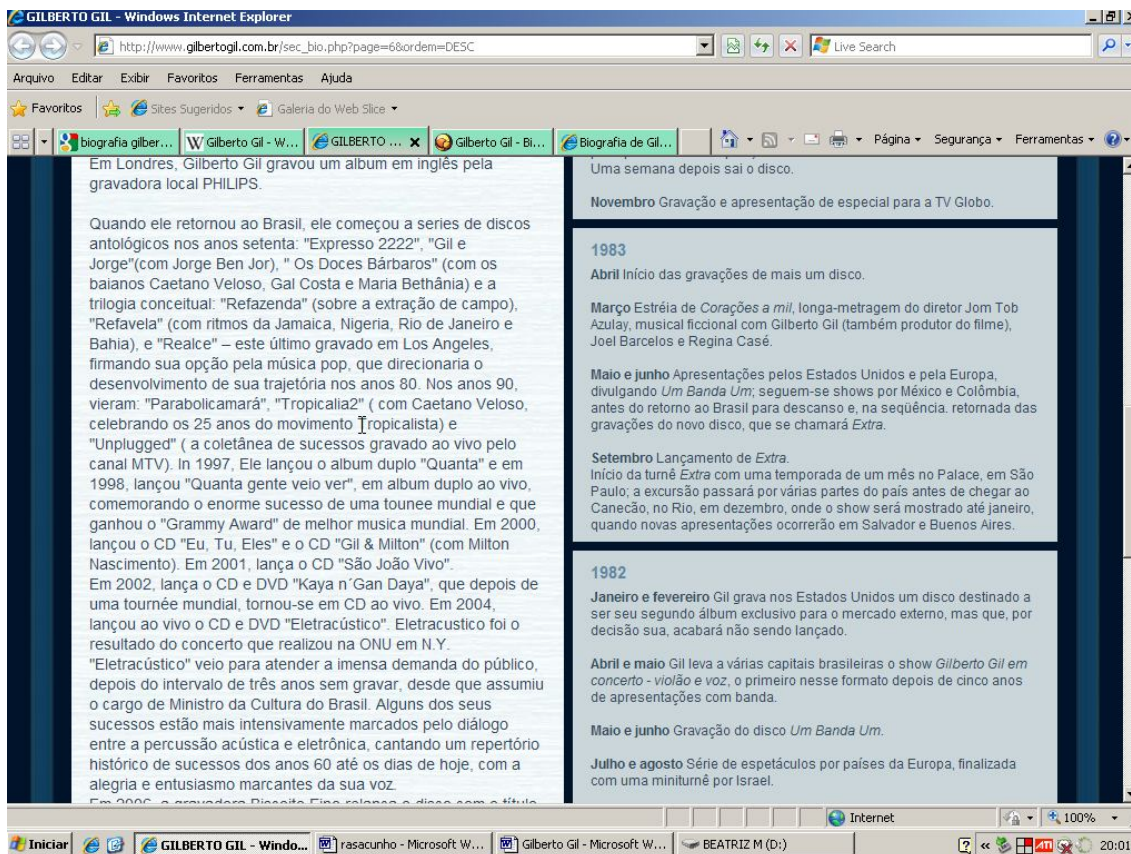 GILBERTO GIL - Windows Internet Explorer
http://www.gilbertogil.com.br/sec_bio.php?page=6&ordem=DESC
Live Search
Arquivo Editar Exibir Favoritos Ferramentas Ajuda
Favoritos Sites Sugeridos Galeria do Web Slice
biografia gilber... Gilberto Gil - W... GILBERTO ... Gilberto Gil - Bi... Biografia de Gil... Página Segurança Ferramentas
Em Londres, Gilberto Gil gravou um album em inglês pela
gravadora local PHILIPS.
Quando ele retornou ao Brasil, ele começou a series de discos
antológicos nos anos setenta: "Expresso 2222", "Gil e
Jorge"(com Jorge Ben Jor), " Os Doces Bárbaros" (com os
baianos Caetano Veloso, Gal Costa e Maria Bethânia) e a
trilogia conceitual: "Refazenda" (sobre a extração de campo),
"Refavela" (com ritmos da Jamaica, Nigeria, Rio de Janeiro e
Bahia), e "Realce" – este último gravado em Los Angeles,
firmando sua opção pela música pop, que direcionaria o
desenvolvimento de sua trajetória nos anos 80. Nos anos 90,
vieram: "Parabolicamará", "Tropicalia2" ( com Caetano Veloso,
celebrando os 25 anos do movimento Tropicalista) e
"Unplugged" ( a coletânea de sucessos gravado ao vivo pelo
canal MTV). In 1997, Ele lançou o album duplo "Quanta" e em
1998, lançou "Quanta gente veio ver", em album duplo ao vivo,
comemorando o enorme sucesso de uma tounee mundial e que
ganhou o "Grammy Award" de melhor musica mundial. Em 2000,
lançou o CD "Eu, Tu, Eles" e o CD "Gil & Milton" (com Milton
Nascimento). Em 2001, lança o CD "São João Vivo".
Em 2002, lança o CD e DVD "Kaya n´Gan Daya", que depois de
uma tournée mundial, tornou-se em CD ao vivo. Em 2004,
lançou ao vivo o CD e DVD "Eletracústico". Eletracustico foi o
resultado do concerto que realizou na ONU em N.Y.
"Eletracústico" veio para atender a imensa demanda do público,
depois do intervalo de três anos sem gravar, desde que assumiu
o cargo de Ministro da Cultura do Brasil. Alguns dos seus
sucessos estão mais intensivamente marcados pelo diálogo
entre a percussão acústica e eletrônica, cantando um repertório
histórico de sucessos dos anos 60 até os dias de hoje, com a
alegria e entusiasmo marcantes da sua voz.
Em 2006, a gravadora Biscoito Fino relança o disco com o título
Uma semana depois sai o disco.
Novembro Gravação e apresentação de especial para a TV Globo.
1983
Abril Início das gravações de mais um disco.
Março Estréia de Corações a mil, longa-metragem do diretor Jom Tob
Azulay, musical ficcional com Gilberto Gil (também produtor do filme),
Joel Barcelos e Regina Casé.
Maio e junho Apresentações pelos Estados Unidos e pela Europa,
divulgando Um Banda Um; seguem-se shows por México e Colômbia,
antes do retorno ao Brasil para descanso e, na seqüência. retornada das
gravações do novo disco, que se chamará Extra.
Setembro Lançamento de Extra.
Início da turnê Extra com uma temporada de um mês no Palace, em São
Paulo; a excursão passará por várias partes do país antes de chegar ao
Canecão, no Rio, em dezembro, onde o show será mostrado até janeiro,
quando novas apresentações ocorrerão em Salvador e Buenos Aires.
1982
Janeiro e fevereiro Gil grava nos Estados Unidos um disco destinado a
ser seu segundo álbum exclusivo para o mercado externo, mas que, por
decisão sua, acabará não sendo lançado.
Abril e maio Gil leva a várias capitais brasileiras o show Gilberto Gil em
concerto - violão e voz, o primeiro nesse formato depois de cinco anos
de apresentações com banda.
Maio e junho Gravação do disco Um Banda Um.
Julho e agosto Série de espetáculos por países da Europa, finalizada
com uma miniturnê por Israel.
Internet 100%
Iniciar GILBERTO GIL - Windo... rasacunho - Microsoft W... Gilberto Gil - Microsoft W... BEATRIZ M (D:) 20:01